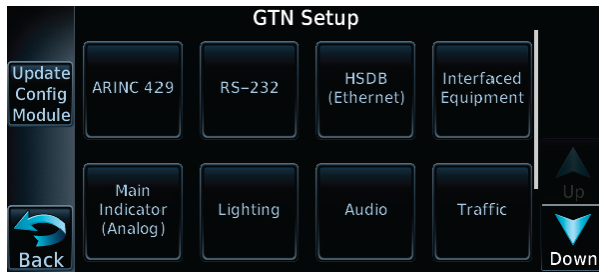 GTN Setup
Update
Config
Module
ARINC 429
RS-232
HSDB
(Ethernet)
Interfaced
Equipment
Main
Indicator
(Analog)
Lighting
Audio
Traffic
Up
Back
Down